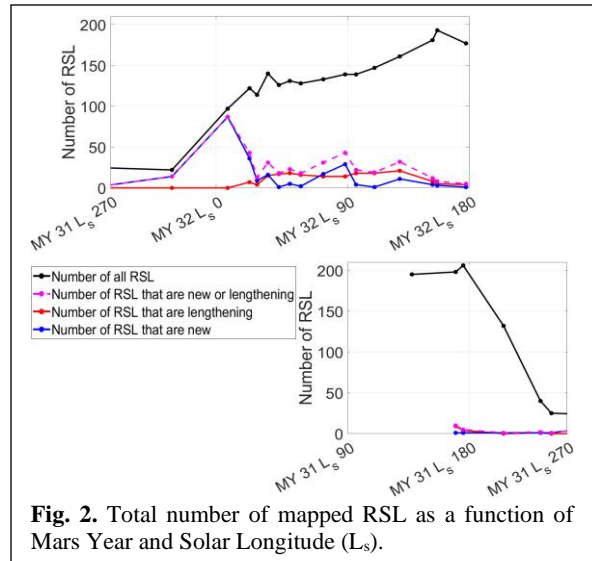 200
150
100
50
0
Number of RSL
MY 31 Ls 270
MY 32 Ls 0
MY 32 Ls 90
MY 32 Ls 180
Number of all RSL
Number of RSL that are new or lengthening
Number of RSL that are lengthening
Number of RSL that are new
200
150
100
50
0
Number of RSL
MY 31 Ls 90
MY 31 Ls 180
MY 31 Ls 270
Fig. 2. Total number of mapped RSL as a function of
Mars Year and Solar Longitude (Ls).